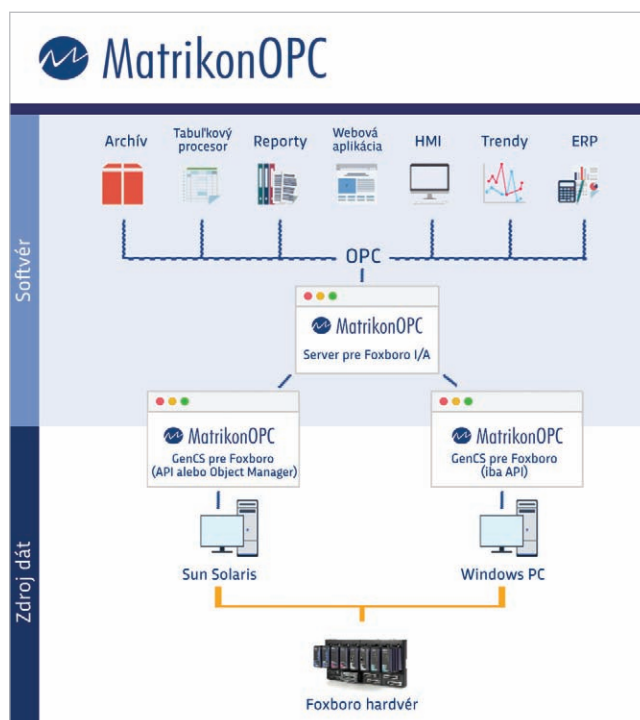 MatrikonOPC
Archív
Tabuľkový
procesor
Reporty
Webová
aplikácia
HMI
Trendy
ERP
Softvér
OPC
MatrikonOPC
Server pre Foxboro I/A
MatrikonOPC
GenCS pre Foxboro
(API alebo Object Manager)
MatrikonOPC
GenCS pre Foxboro
(iba API)
Zdroj dát
Sun Solaris
Windows PC
Foxboro hardvér